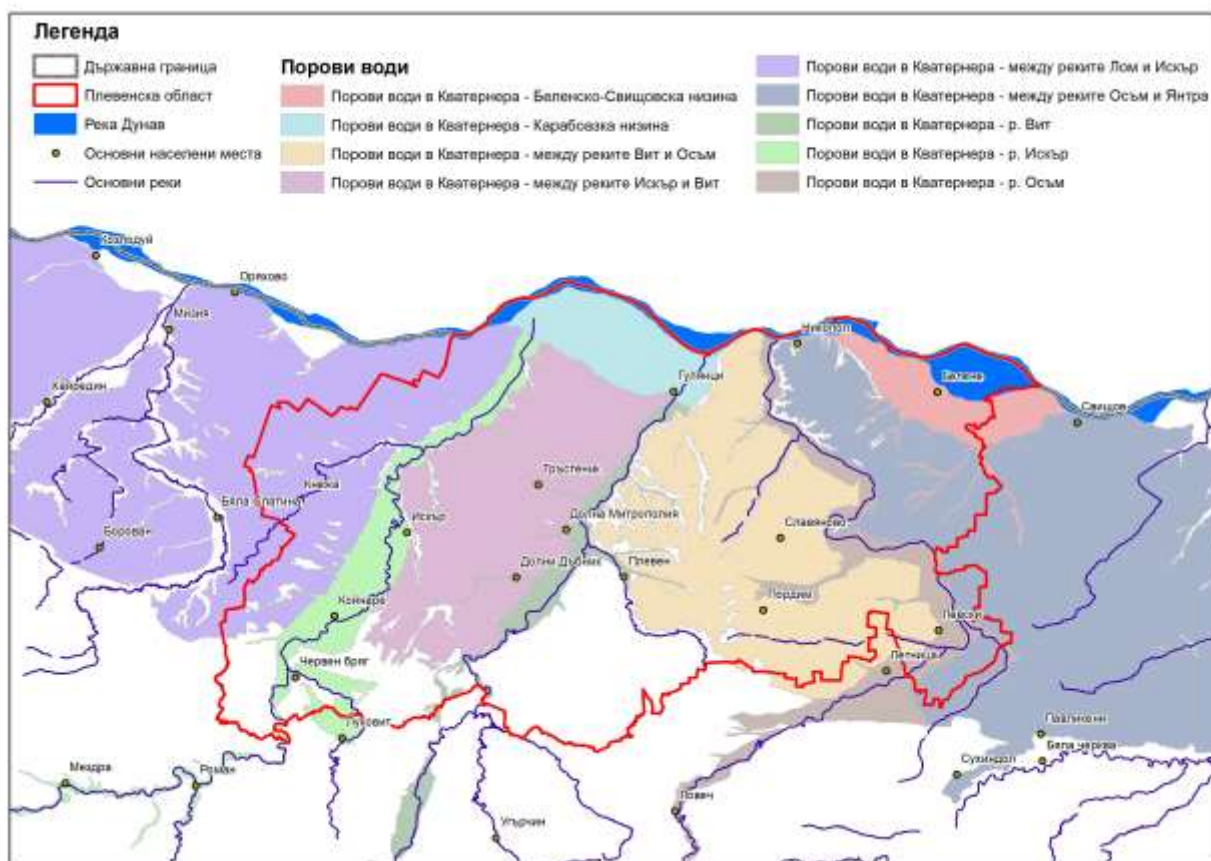 Легенда
Държавна граница
Плевенска област
Река Дунав
Основни населени места
Основни реки
Порови води
Порови води в Кватернера - Беленско-Свищовска низина
Порови води в Кватернера - Карабоазка низина
Порови води в Кватернера - между реките Вит и Осъм
Порови води в Кватернера - между реките Искър и Вит
Порови води в Кватернера - между реките Лом и Искър
Порови води в Кватернера - между реките Осъм и Янтра
Порови води в Кватернера - р. Вит
Порови води в Кватернера - р. Искър
Порови води в Кватернера - р. Осъм
Козлодуй
Оряхово
Мизия
Никопол
Хайредин
Гулянци
Белене
Свищов
Кнежа
Тръстеник
Бяла Слатина
Борован
Искър
Долна Митрополия
Славяново
Долни Дъбник
Плевен
Койнаре
Пордим
Левски
Червен бряг
Летница
Луковит
Павликени
Бяла черква
Мездра
Роман
Сухиндол
Ловеч
Угърчин